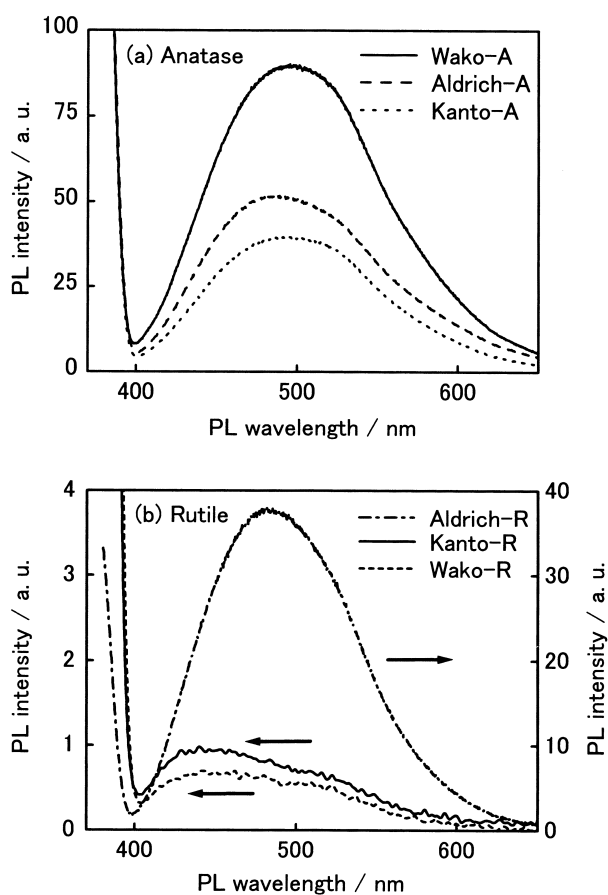 (a) Anatase
Wako-A
Aldrich-A
Kanto-A
100
75
50
25
0
PL intensity / a. u.
400
500
600
PL wavelength / nm
(b) Rutile
Aldrich-R
Kanto-R
Wako-R
4
3
2
1
0
PL intensity / a. u.
40
30
20
10
0
PL intensity / a. u.
400
500
600
PL wavelength / nm